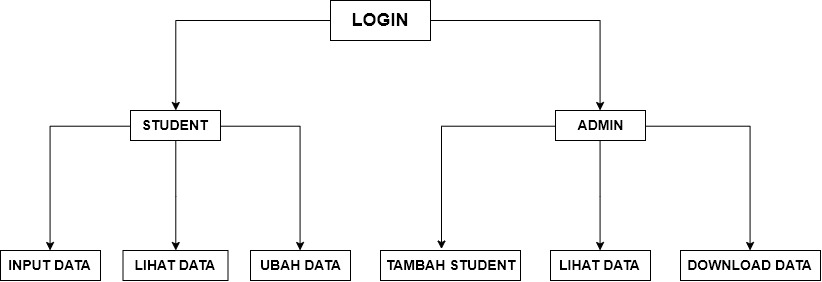 LOGIN
STUDENT
ADMIN
INPUT DATA
LIHAT DATA
UBAH DATA
TAMBAH STUDENT
LIHAT DATA
DOWNLOAD DATA